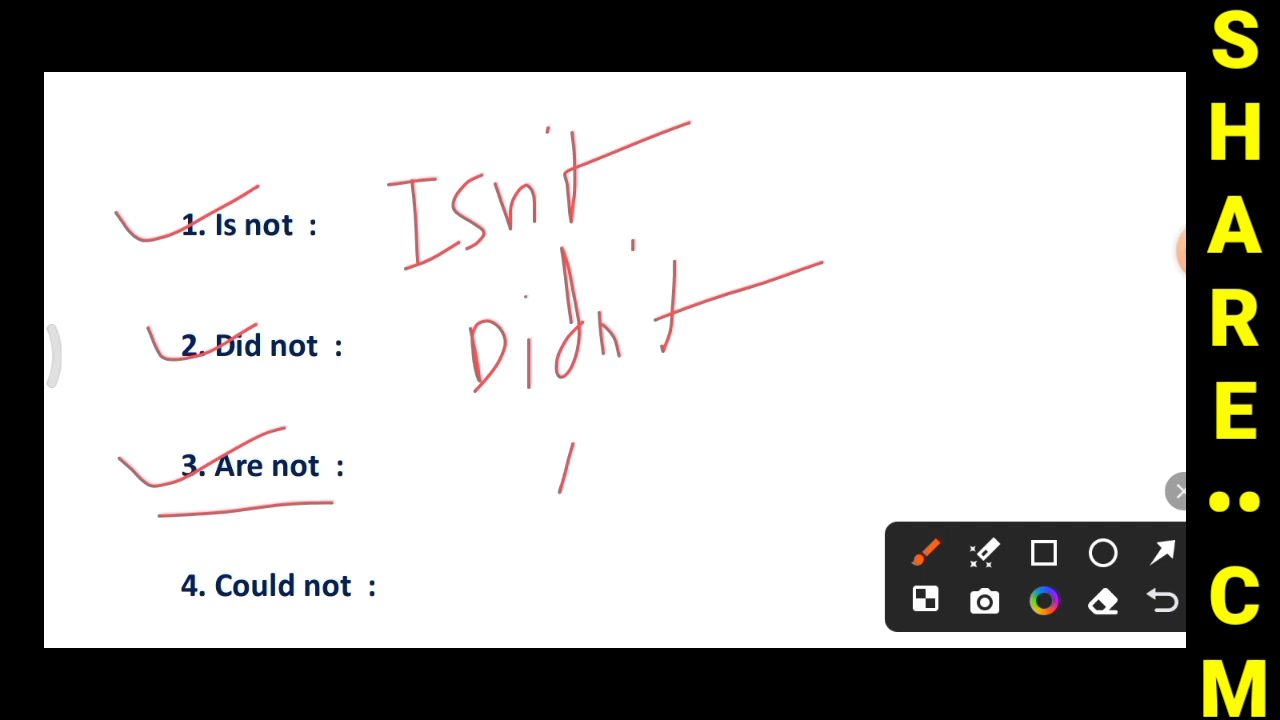 1. Is not : Isn't
2. Did not : Didn't
3. Are not :
4. Could not :
SHARE..CM